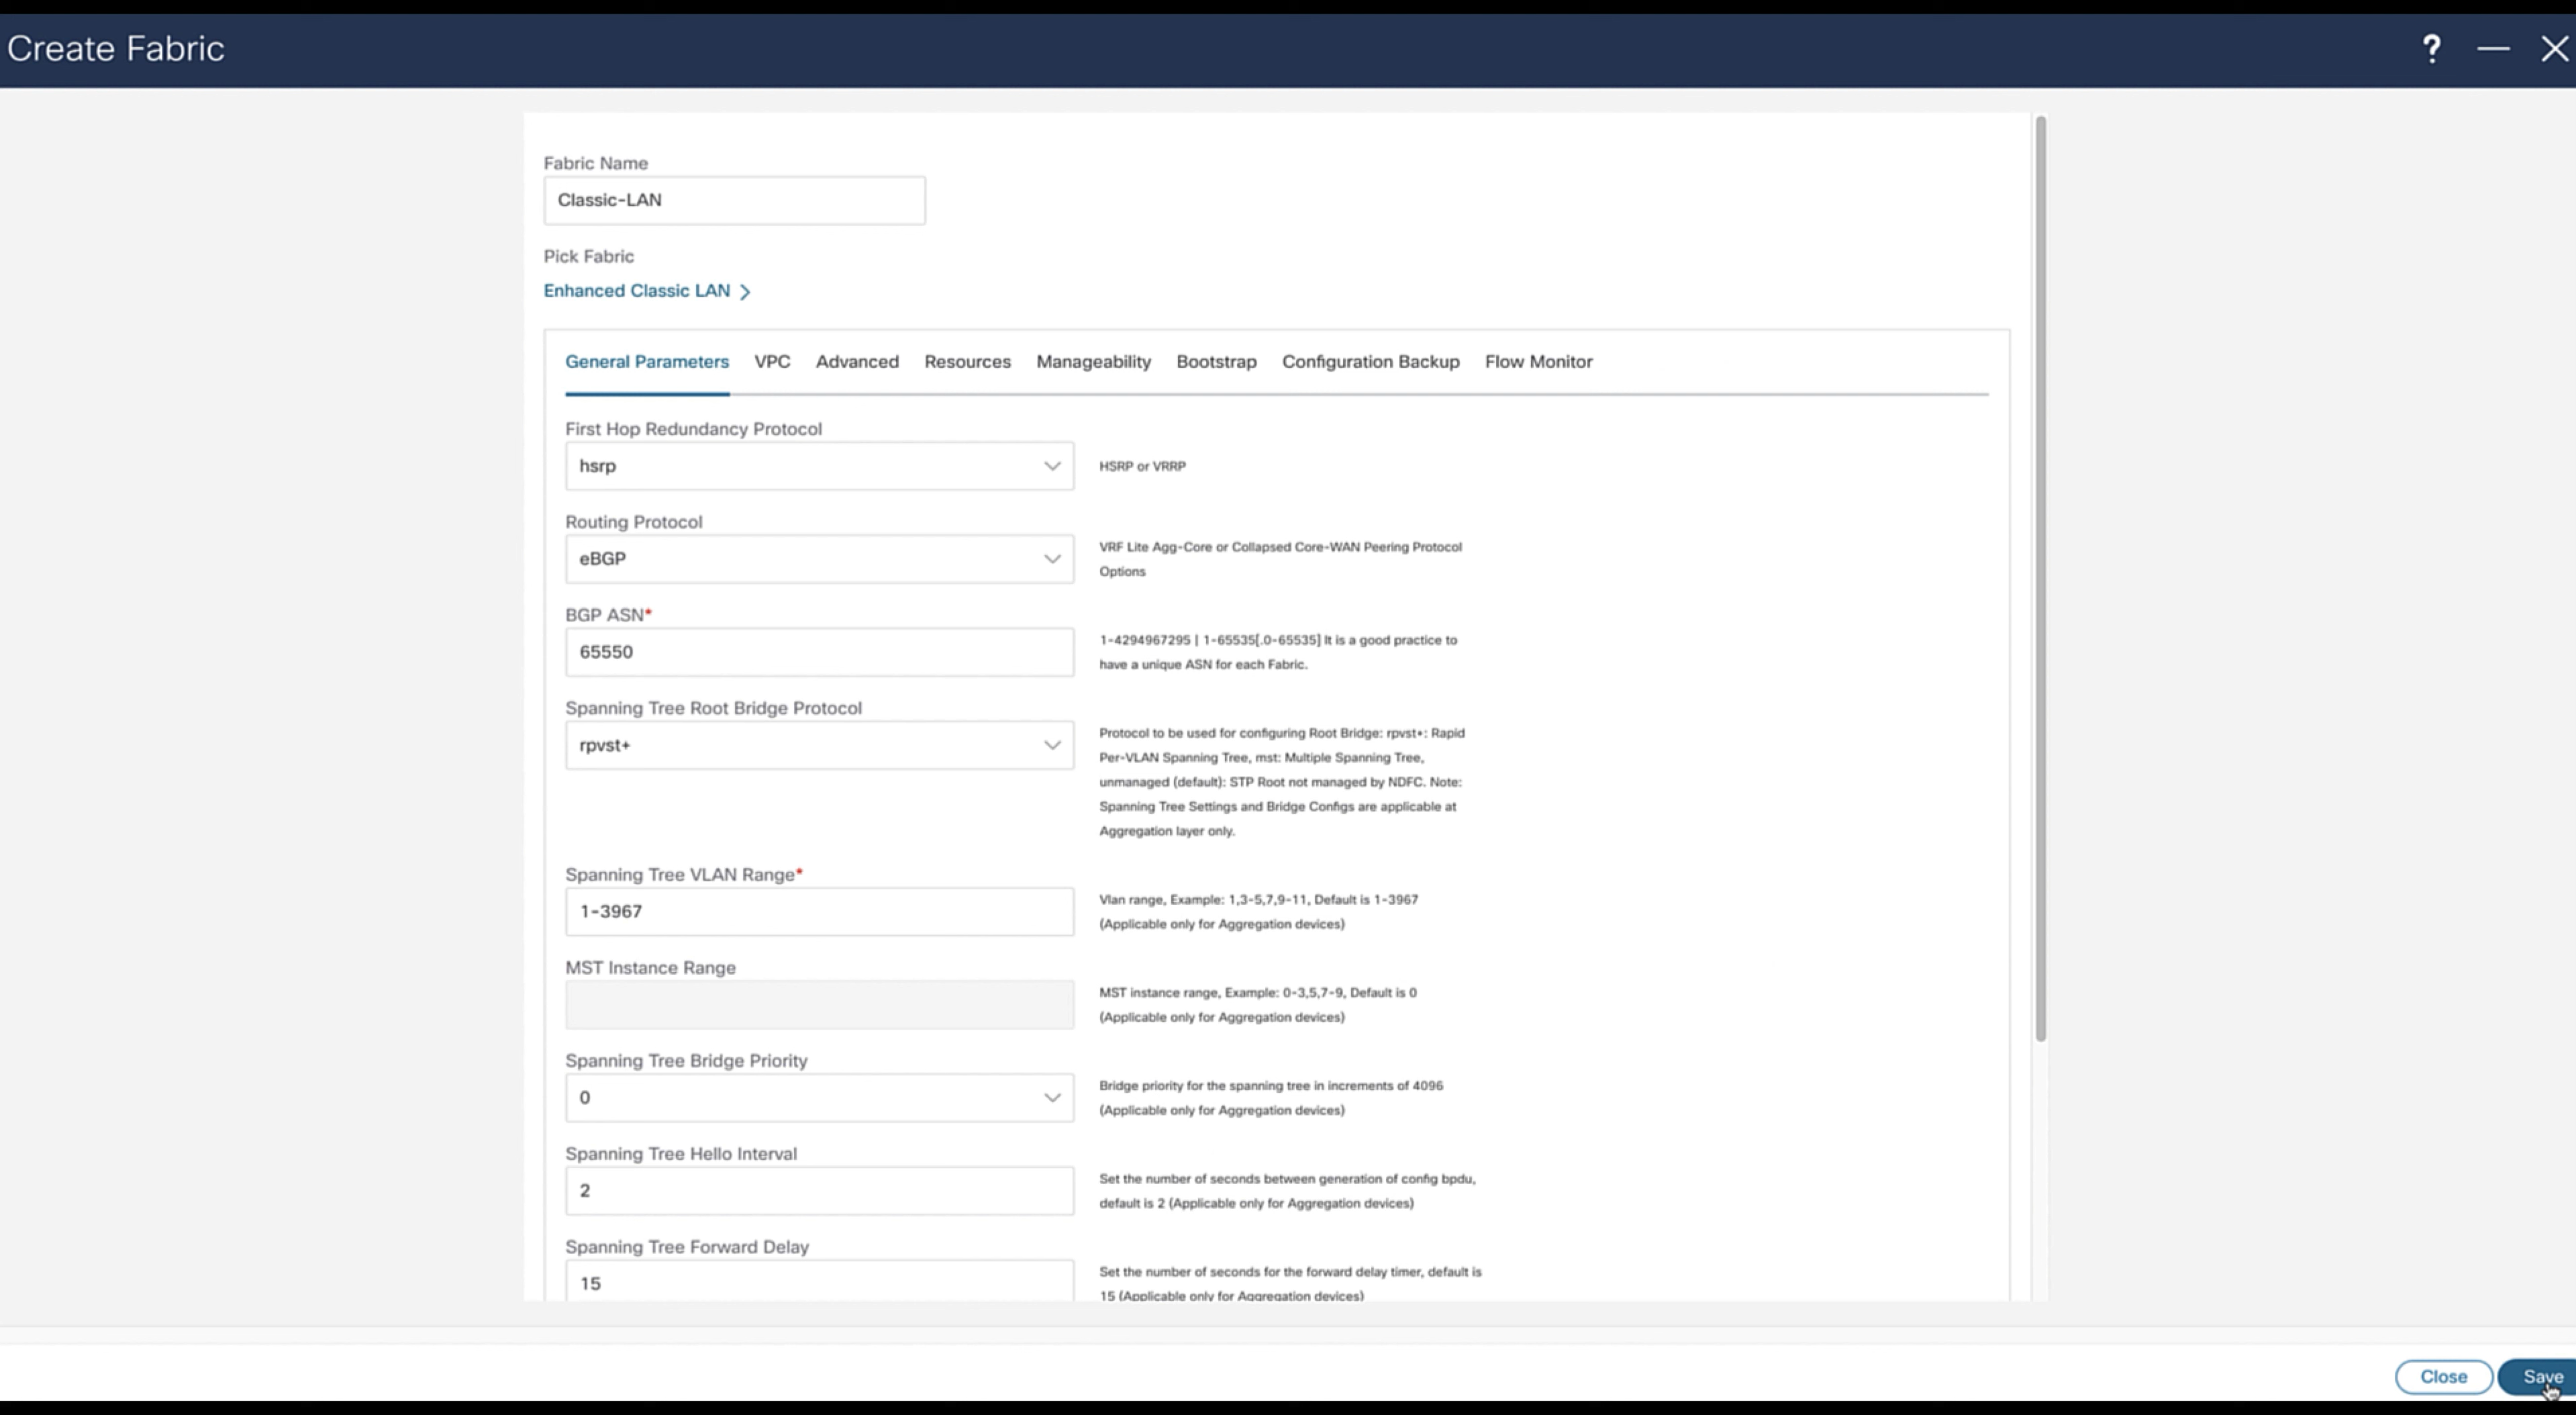 Create Fabric
Fabric Name
Classic-LAN
Pick Fabric
Enhanced Classic LAN
General Parameters VPC Advanced Resources Manageability Bootstrap Configuration Backup Flow Monitor
First Hop Redundancy Protocol
hsrp
HSRP or VRRP
Routing Protocol
eBGP
VRF Lite Agg-Core or Collapsed Core-WAN Peering Protocol
Options
BGP ASN*
65550
1-4294967295 | 1-65535[.0-65535] It is a good practice to
have a unique ASN for each Fabric.
Spanning Tree Root Bridge Protocol
rpvst+
Protocol to be used for configuring Root Bridge: rpvst+: Rapid
Per-VLAN Spanning Tree, mst: Multiple Spanning Tree,
unmanaged (default): STP Root not managed by NDFC. Note:
Spanning Tree Settings and Bridge Configs are applicable at
Aggregation layer only.
Spanning Tree VLAN Range*
1-3967
Vlan range, Example: 1,3-5,7,9-11, Default is 1-3967
(Applicable only for Aggregation devices)
MST Instance Range
MST instance range, Example: 0-3,5,7-9, Default is 0
(Applicable only for Aggregation devices)
Spanning Tree Bridge Priority
0
Bridge priority for the spanning tree in increments of 4096
(Applicable only for Aggregation devices)
Spanning Tree Hello Interval
2
Set the number of seconds between generation of config bpdu,
default is 2 (Applicable only for Aggregation devices)
Spanning Tree Forward Delay
15
Set the number of seconds for the forward delay timer, default is
15 (Applicable only for Aggregation devices)
Close Save